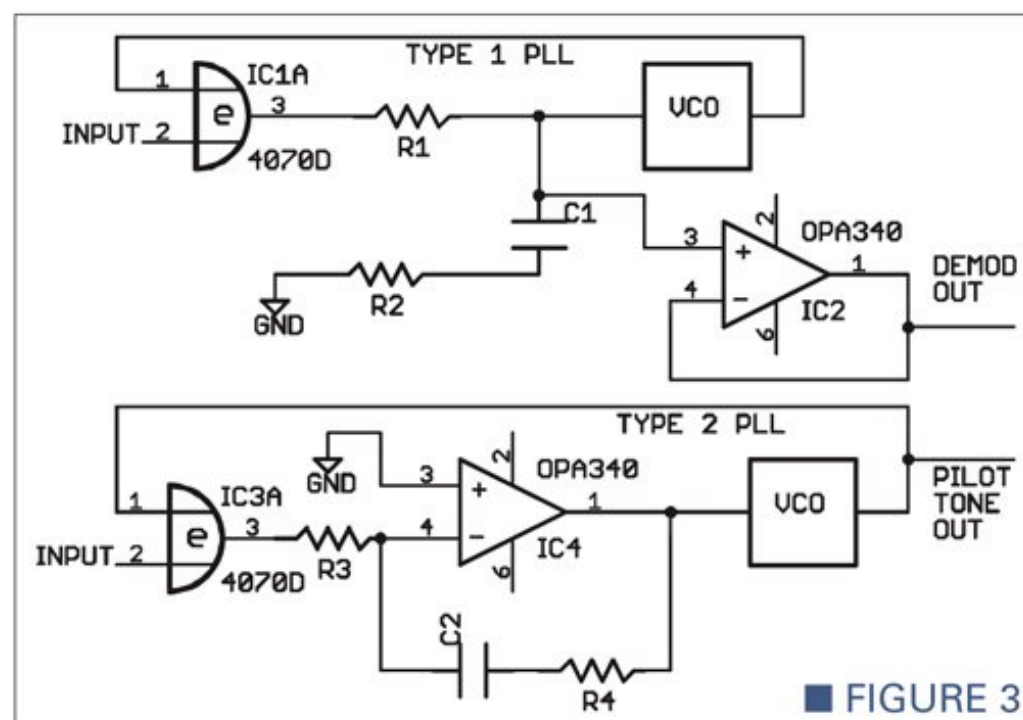 TYPE 1 PLL
1
IC1A
e
3
INPUT 2
4070D
R1
VCO
C1
R2
GND
3
+
2
OPA340
1
4
-
6
IC2
DEMOD
OUT
TYPE 2 PLL
GND
3
+
2
OPA340
1
4
-
6
IC4
VCO
PILOT
TONE
OUT
1
IC3A
e
3
INPUT 2
4070D
R3
C2
R4
■ FIGURE 3